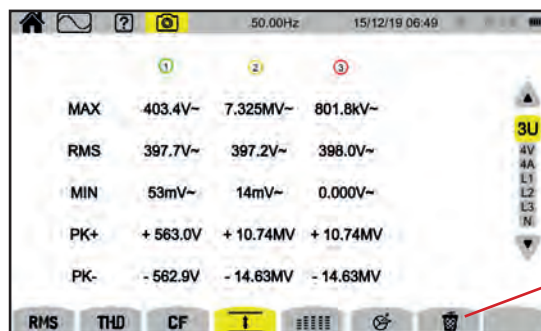 ? 50.00Hz 15/12/19 06:49
1 2 3
MAX 403.4V~ 7.325MV~ 801.8kV~
3U
RMS 397.7V~ 397.2V~ 398.0V~
4V
4A
L1
MIN 53mV~ 14mV~ 0.000V~
L2
L3
N
PK+ + 563.0V + 10.74MV + 10.74MV
PK- - 562.9V - 14.63MV - 14.63MV
RMS THD CF